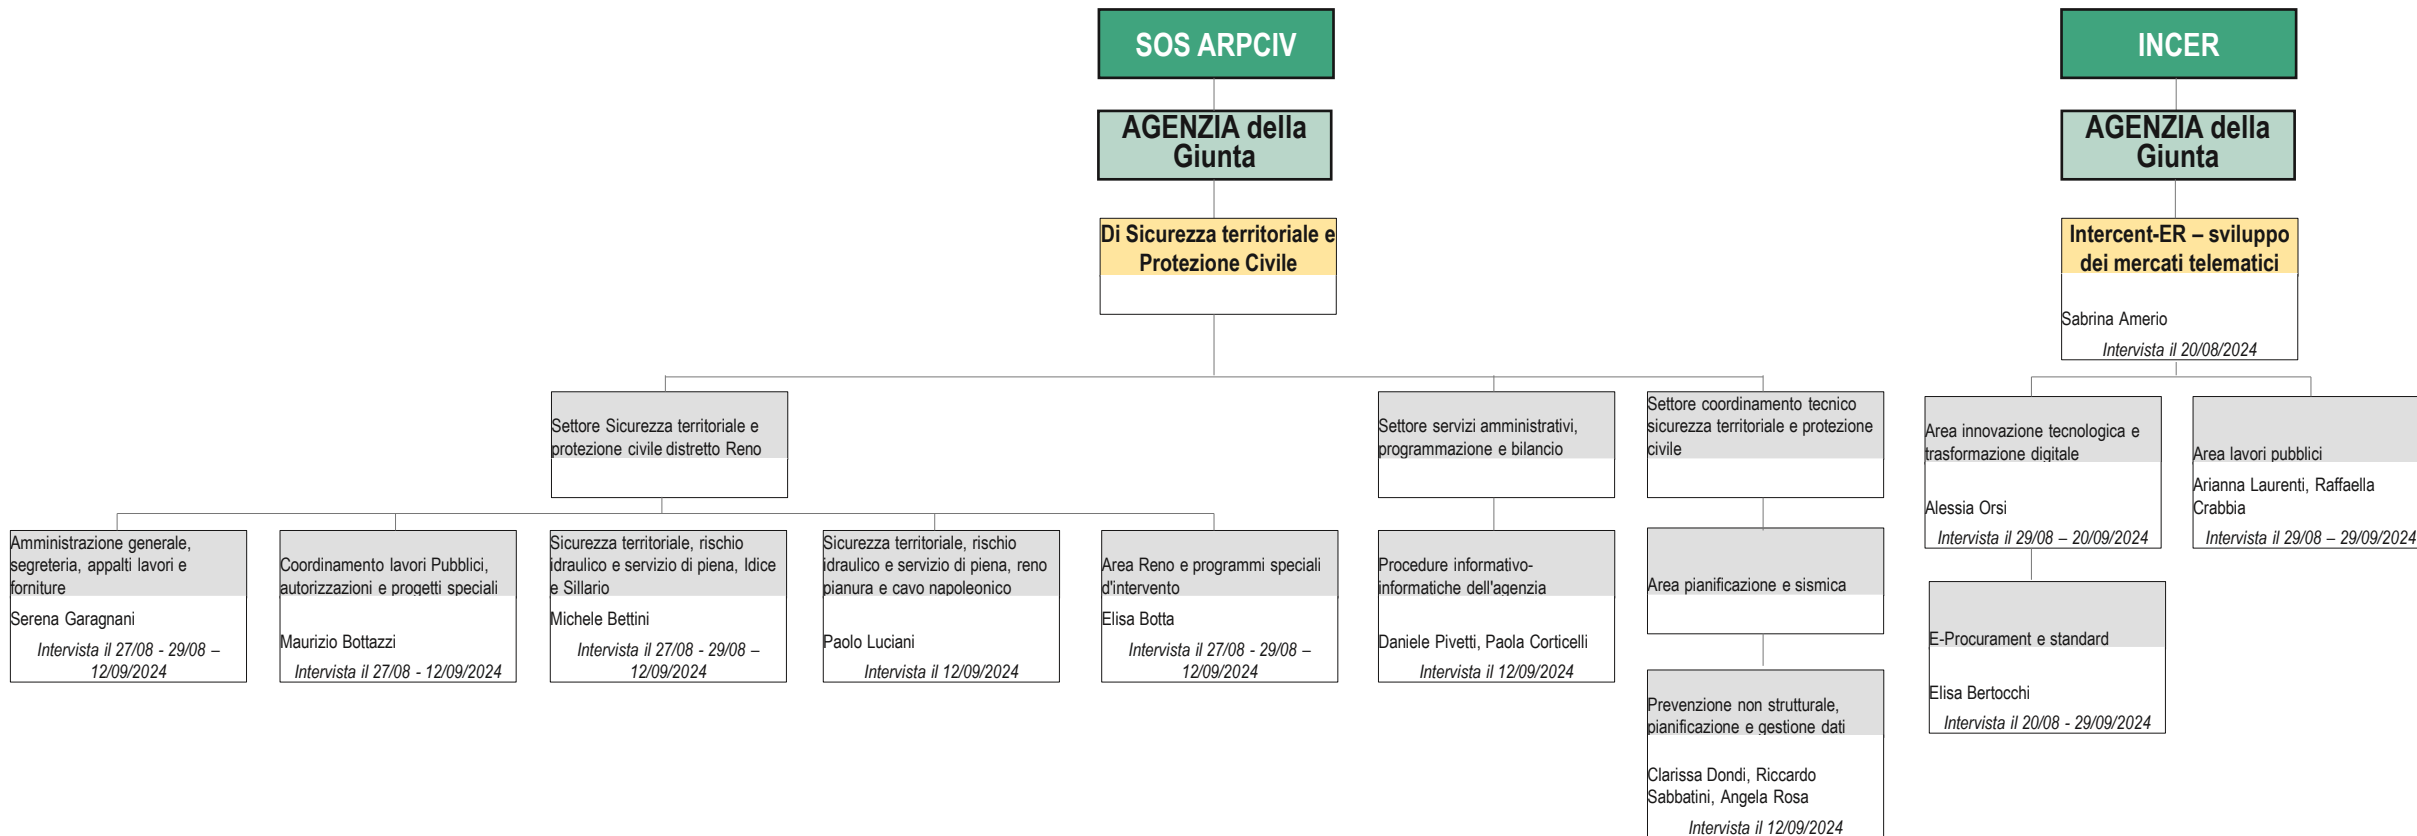 SOS ARPCIV
AGENZIA della
Giunta
Di Sicurezza territoriale e
Protezione Civile
Settore Sicurezza territoriale e
protezione civile distretto Reno
Settore servizi amministrativi,
programmazione e bilancio
Settore coordinamento tecnico
sicurezza territoriale e protezione
civile
Amministrazione generale,
segreteria, appalti lavori e
forniture
Serena Garagnani
Intervista il 27/08 - 29/08 –
12/09/2024
Coordinamento lavori Pubblici,
autorizzazioni e progetti speciali
Maurizio Bottazzi
Intervista il 27/08 - 12/09/2024
Sicurezza territoriale, rischio
idraulico e servizio di piena, Idice
e Sillario
Michele Bettini
Intervista il 27/08 - 29/08 –
12/09/2024
Sicurezza territoriale, rischio
idraulico e servizio di piena, reno
pianura e cavo napoleonico
Paolo Luciani
Intervista il 12/09/2024
Area Reno e programmi speciali
d'intervento
Elisa Botta
Intervista il 27/08 - 29/08 –
12/09/2024
Procedure informativo-
informatiche dell'agenzia
Daniele Pivetti, Paola Corticelli
Intervista il 12/09/2024
Area pianificazione e sismica
Prevenzione non strutturale,
pianificazione e gestione dati
Clarissa Dondi, Riccardo
Sabbatini, Angela Rosa
Intervista il 12/09/2024
INCER
AGENZIA della
Giunta
Intercent-ER – sviluppo
dei mercati telematici
Sabrina Amerio
Intervista il 20/08/2024
Area innovazione tecnologica e
trasformazione digitale
Alessia Orsi
Intervista il 29/08 – 20/09/2024
Area lavori pubblici
Arianna Laurenti, Raffaella
Crabbia
Intervista il 29/08 – 29/09/2024
E-Procurament e standard
Elisa Bertocchi
Intervista il 20/08 - 29/09/2024